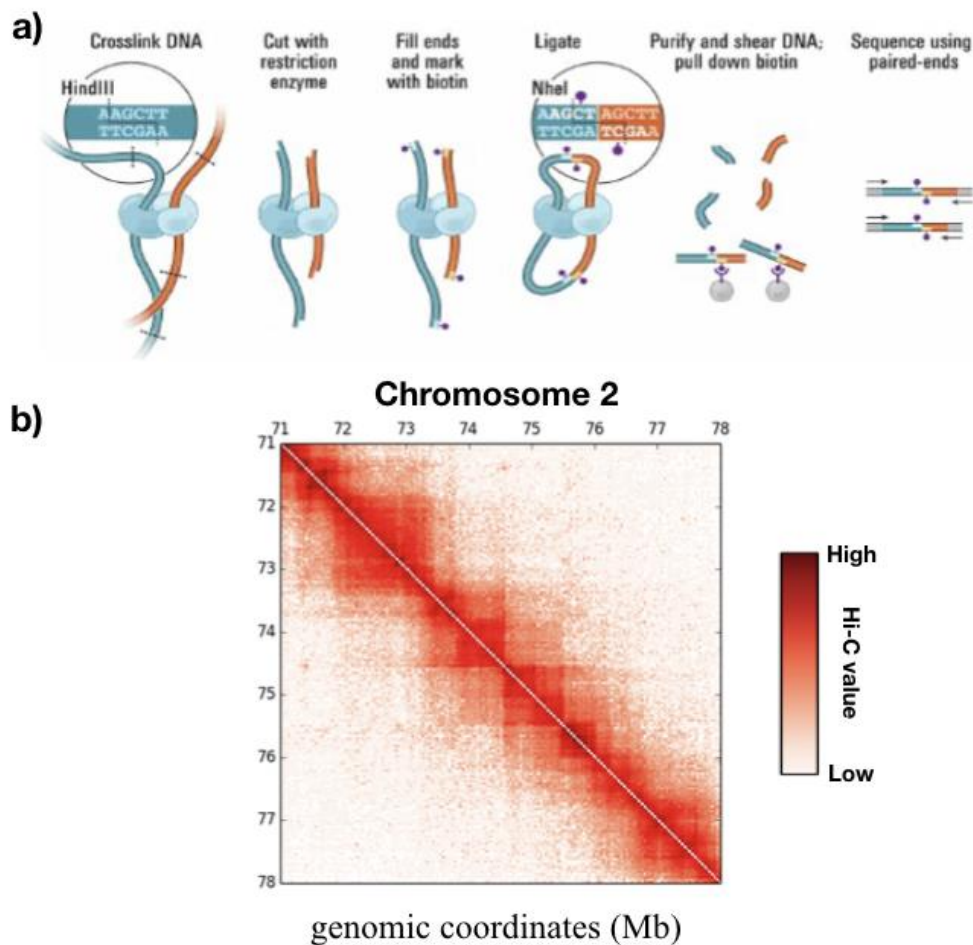 a)
Crosslink DNA
Cut with
restriction
enzyme
Fill ends
and mark
with biotin
Ligate
Purify and shear DNA;
pull down biotin
Sequence using
paired-ends
HindIII
AAGCTT
TTCGAA
NheI
AAGCT AGCTT
TTCGA TCGAA
b)
Chromosome 2
71 72 73 74 75 76 77 78
71
72
73
74
75
76
77
78
High
Hi-C value
Low
genomic coordinates (Mb)